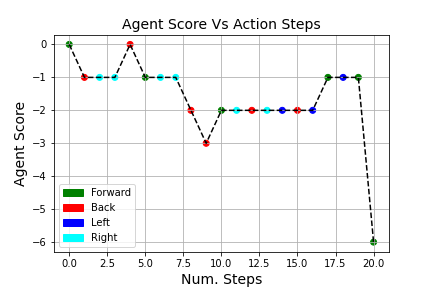 Agent Score Vs Action Steps
0
−1
−2
−3
−4
−5
−6
Agent Score
Forward
Back
Left
Right
0.0 2.5 5.0 7.5 10.0 12.5 15.0 17.5 20.0
Num. Steps